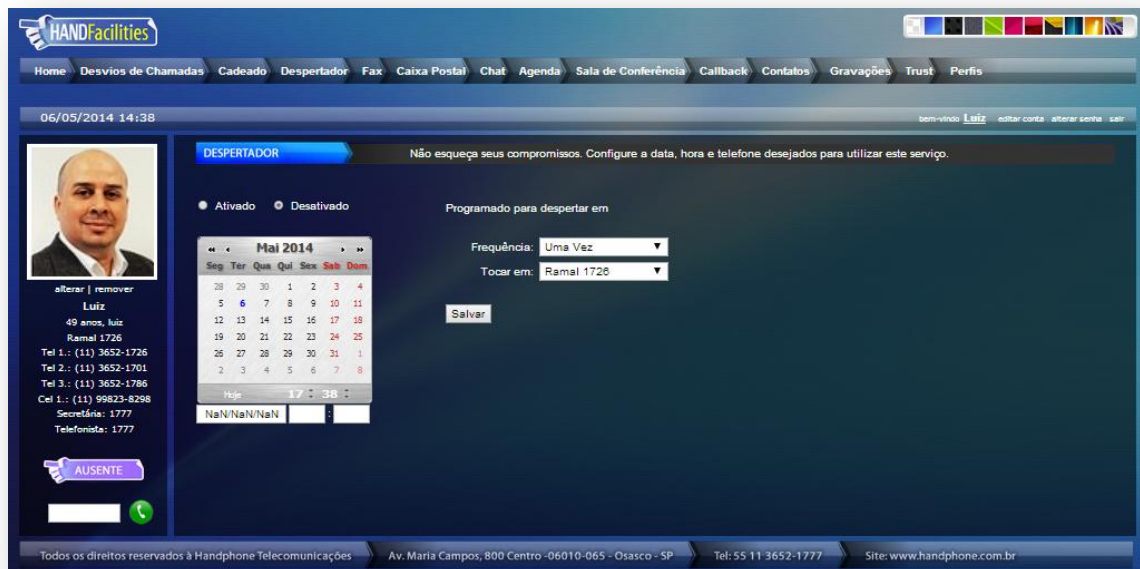 HANDFacilities
Home Desvios de Chamadas Cadeado Despertador Fax Caixa Postal Chat Agenda Sala de Conferência Callback Contatos Gravações Trust Perfis
06/05/2014 14:38
bem-vindo Luiz editar conta alterar senha sair
DESPERTADOR
Não esqueça seus compromissos. Configure a data, hora e telefone desejados para utilizar este serviço.
Ativado Desativado
Programado para despertar em
Mai 2014
Seg Ter Qua Qui Sex Sab Dom
28 29 30 1 2 3 4
5 6 7 8 9 10 11
12 13 14 15 16 17 18
19 20 21 22 23 24 25
26 27 28 29 30 31 1
2 3 4 5 6 7 8
Hoje 17 : 38 :
NaN/NaN/NaN :
Frequência: Uma Vez
Tocar em: Ramal 1726
Salvar
alterar | remover
Luiz
49 anos, luiz
Ramal 1726
Tel 1.: (11) 3652-1726
Tel 2.: (11) 3652-1701
Tel 3.: (11) 3652-1786
Cel 1.: (11) 99823-8298
Secretária: 1777
Telefonista: 1777
AUSENTE
Todos os direitos reservados à Handphone Telecomunicações
Av. Maria Campos, 800 Centro -06010-065 - Osasco - SP
Tel: 55 11 3652-1777
Site: www.handphone.com.br